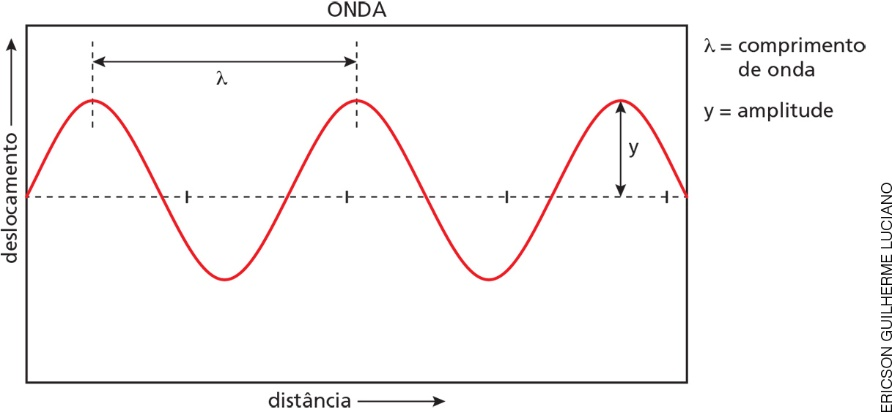 ONDA
λ = comprimento
de onda
y = amplitude
λ
y
deslocamento
distância
ERICSON GUILHERME LUCIANO